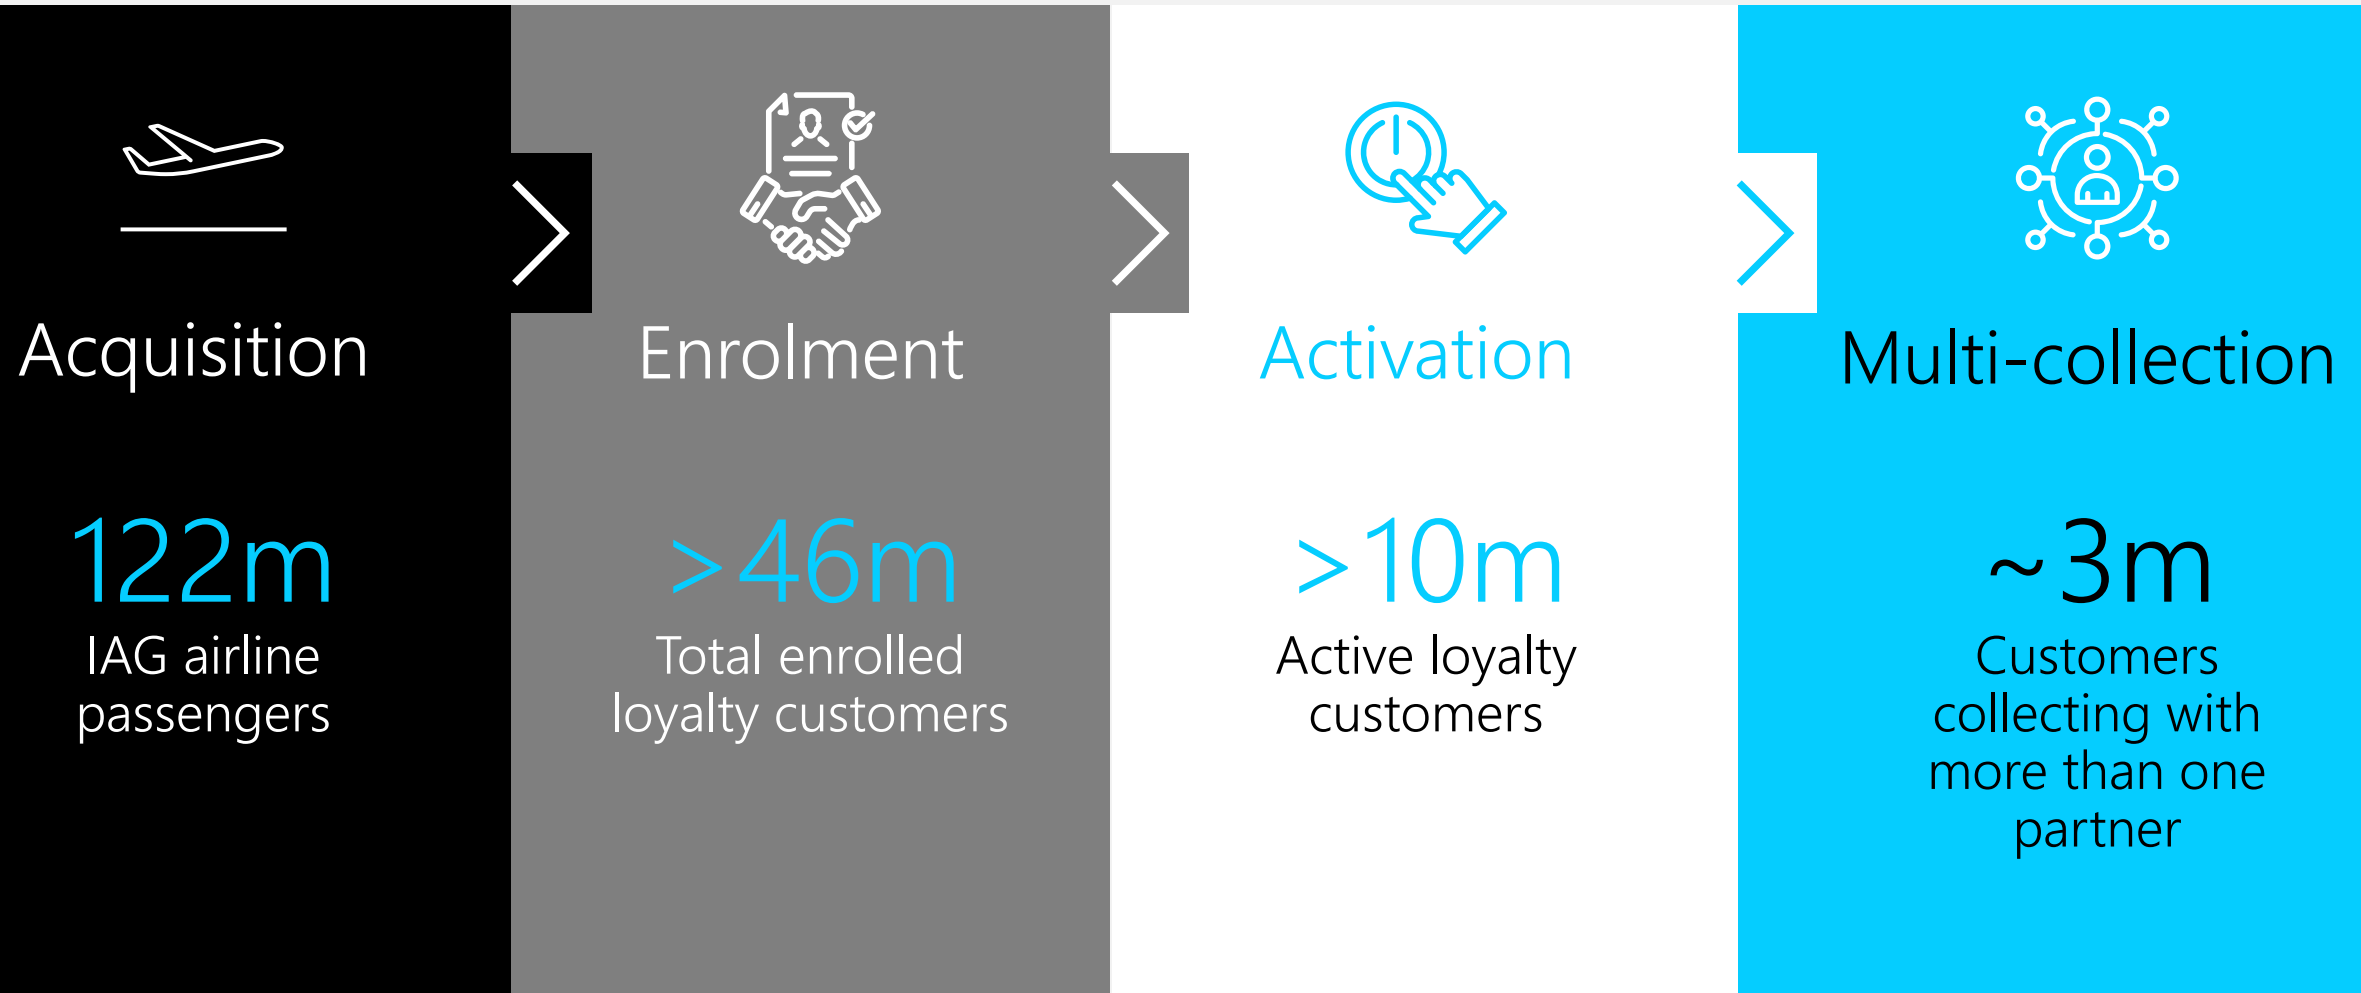 Acquisition
122m
IAG airline
passengers
Enrolment
>46m
Total enrolled
loyalty customers
Activation
>10m
Active loyalty
customers
Multi-collection
~3m
Customers
collecting with
more than one
partner